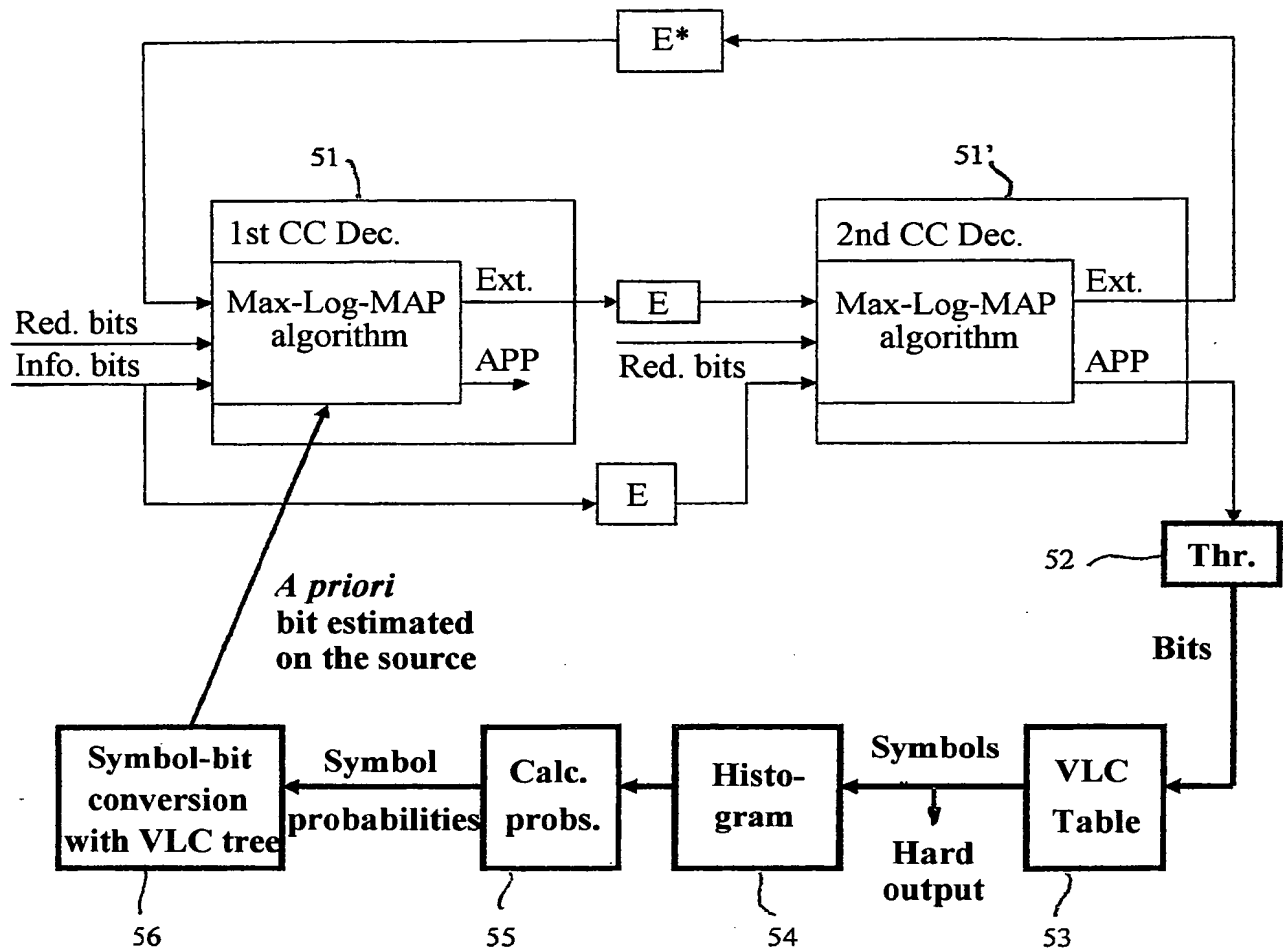 E*
51
51'
1st CC Dec.
2nd CC Dec.
Max-Log-MAP
algorithm
Ext.
APP
E
Max-Log-MAP
algorithm
Ext.
APP
Red. bits
Info. bits
Red. bits
E
52
Thr.
A priori
bit estimated
on the source
Bits
Symbol-bit
conversion
with VLC tree
Symbol
probabilities
Calc.
probs.
Histo-
gram
Symbols
Hard
output
VLC
Table
56
55
54
53